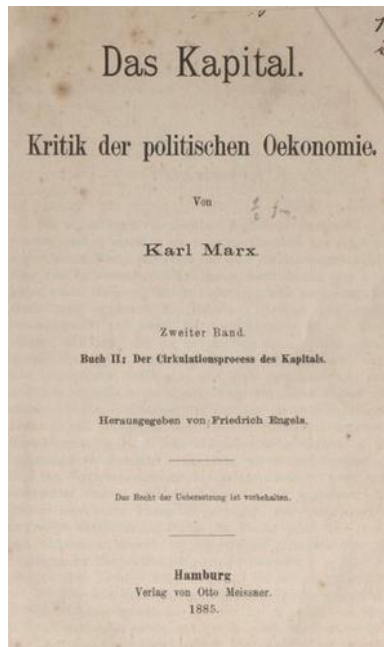 Das Kapital.
Kritik der politischen Oekonomie.
Von
Karl Marx.
Zweiter Band.
Buch II: Der Cirkulationsprocess des Kapitals.
Herausgegeben von Friedrich Engels.
Das Recht der Uebersetzung ist vorbehalten.
Hamburg
Verlag von Otto Meissner.
1885.